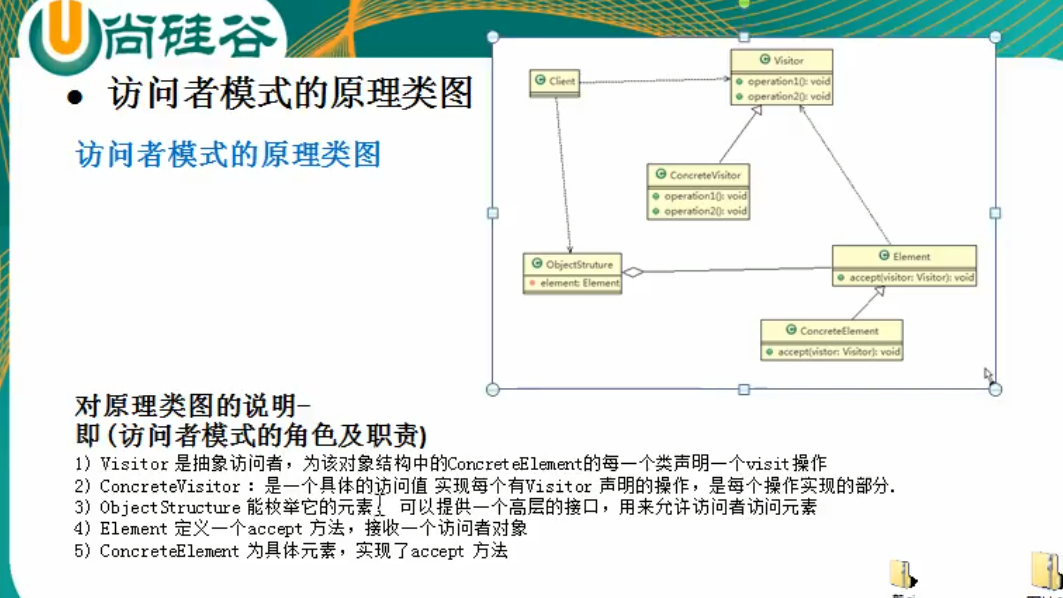 尚硅谷
● 访问者模式的原理类图
访问者模式的原理类图
Client
Visitor
operation1(): void
operation2(): void
ConcreteVisitor
operation1(): void
operation2(): void
ObjectStruture
element: Element
Element
accept(visitor: Visitor): void
ConcreteElement
accept(vistor: Visitor): void
对原理类图的说明-
即(访问者模式的角色及职责)
1) Visitor 是抽象访问者，为该对象结构中的ConcreteElement的每一个类声明一个visit 操作
2) ConcreteVisitor：是一个具体的访问值 实现每个有Visitor 声明的操作，是每个操作实现的部分.
3) ObjectStructure 能枚举它的元素， 可以提供一个高层的接口，用来允许访问者访问元素
4) Element 定义一个accept 方法，接收一个访问者对象
5) ConcreteElement 为具体元素，实现了accept 方法